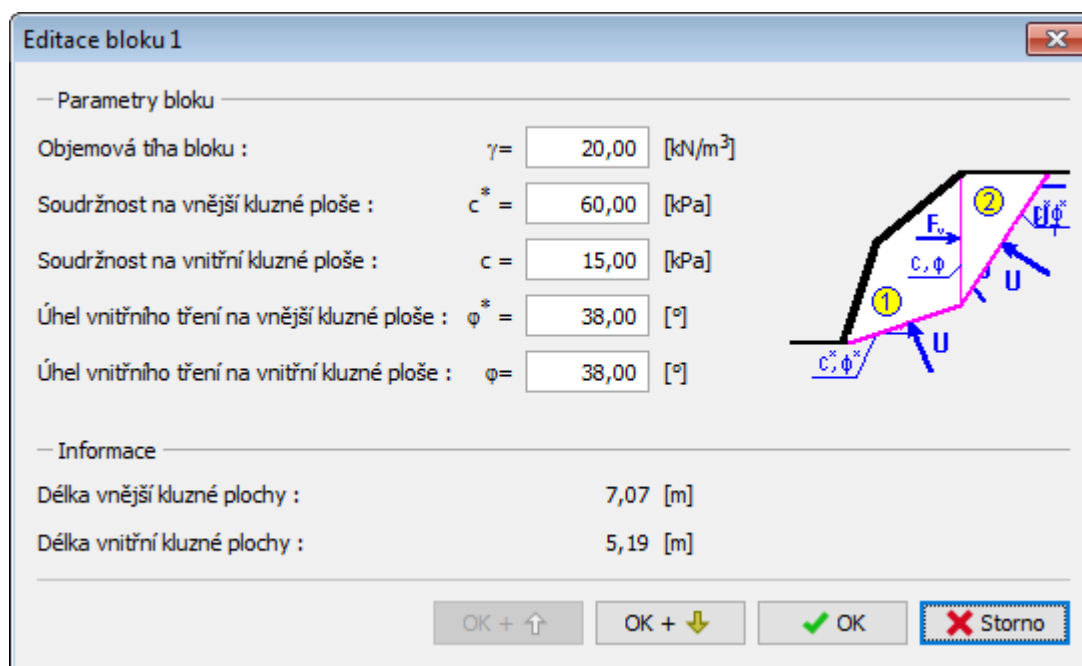 Editace bloku 1
Parametry bloku
Objemová tíha bloku : γ= 20,00 [kN/m³]
Soudržnost na vnější kluzné ploše : c* = 60,00 [kPa]
Soudržnost na vnitřní kluzné ploše : c = 15,00 [kPa]
Úhel vnitřního tření na vnější kluzné ploše : φ* = 38,00 [°]
Úhel vnitřního tření na vnitřní kluzné ploše : φ= 38,00 [°]
2
Fv
c,ϕ
U
1
U
c*,ϕ*
Informace
Délka vnější kluzné plochy : 7,07 [m]
Délka vnitřní kluzné plochy : 5,19 [m]
OK + OK + OK Storno